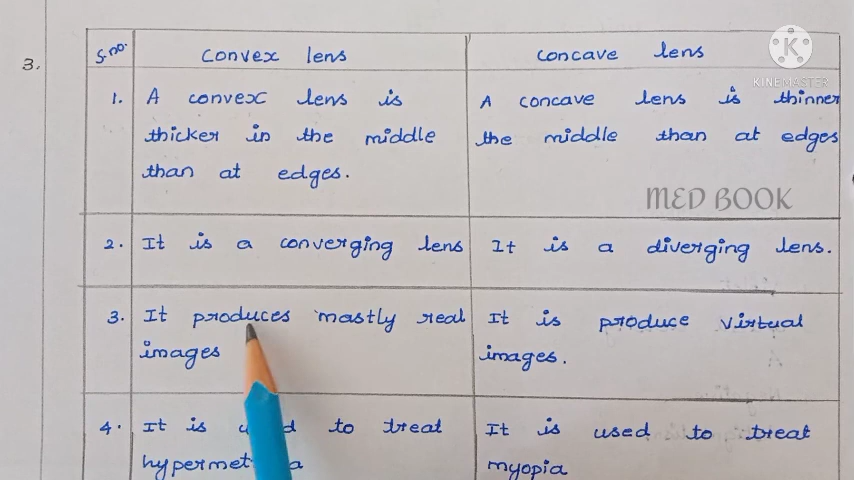 3.
S.no.
convex lens
concave lens
KINEMASTER
1.
A convex lens is
thicker in the middle
than at edges.
A concave lens is thinner
the middle than at edges
MED BOOK
2.
It is a converging lens
It is a diverging lens.
3.
It produces mastly real
images
It is produce virtual
images.
4.
It is to treat
It is used to treat
myopia